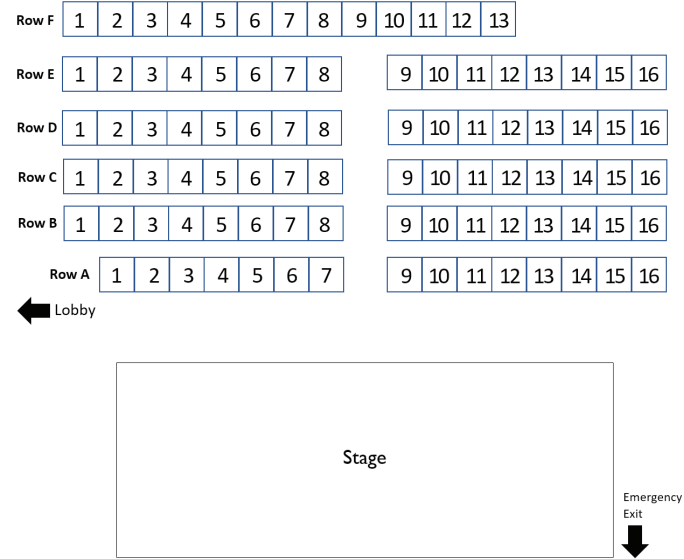 Row F 1 2 3 4 5 6 7 8 9 10 11 12 13
Row E 1 2 3 4 5 6 7 8 9 10 11 12 13 14 15 16
Row D 1 2 3 4 5 6 7 8 9 10 11 12 13 14 15 16
Row C 1 2 3 4 5 6 7 8 9 10 11 12 13 14 15 16
Row B 1 2 3 4 5 6 7 8 9 10 11 12 13 14 15 16
Row A 1 2 3 4 5 6 7 9 10 11 12 13 14 15 16
Lobby
Stage
Emergency
Exit